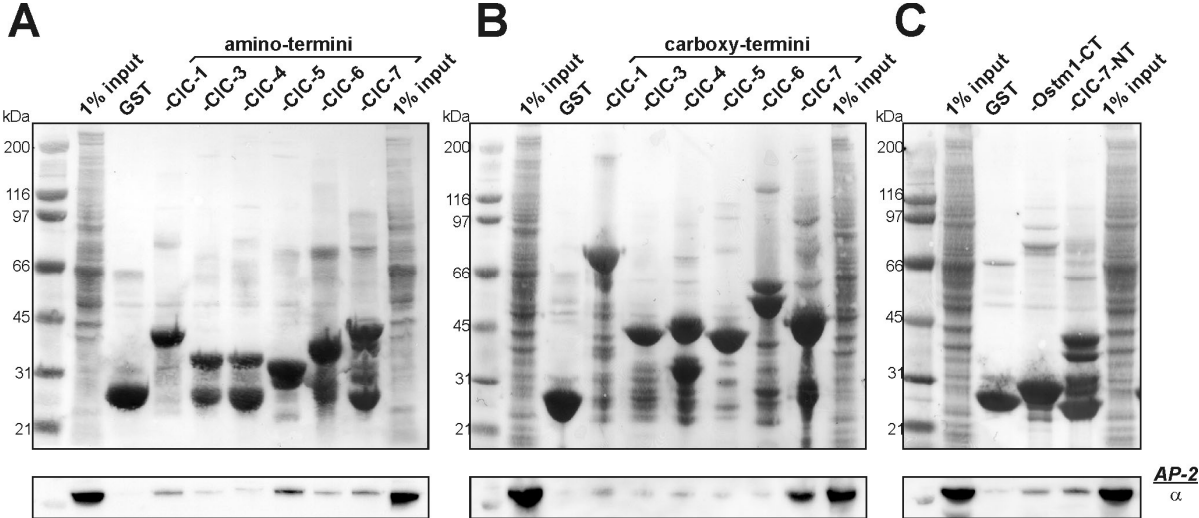 A B C
amino-termini carboxy-termini
1% input GST -ClC-1 -ClC-3 -ClC-4 -ClC-5 -ClC-6 -ClC-7 1% input
1% input GST -ClC-1 -ClC-3 -ClC-4 -ClC-5 -ClC-6 -ClC-7 1% input
1% input GST -Ostm1-CT -ClC-7-NT 1% input
kDa kDa kDa
200 200 200
116 116 116
97 97 97
66 66 66
45 45 45
31 31 31
21 21 21
AP-2
α